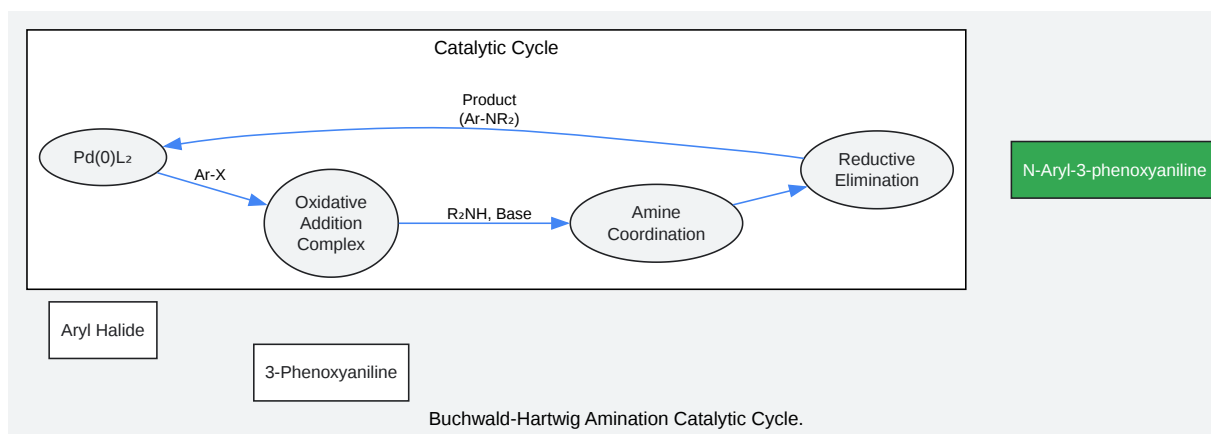 Catalytic Cycle
Product
(Ar-NR₂)
Pd(0)L₂
Ar-X
Oxidative
Addition
Complex
R₂NH, Base
Amine
Coordination
Reductive
Elimination
N-Aryl-3-phenoxyaniline
Aryl Halide
3-Phenoxyaniline
Buchwald-Hartwig Amination Catalytic Cycle.